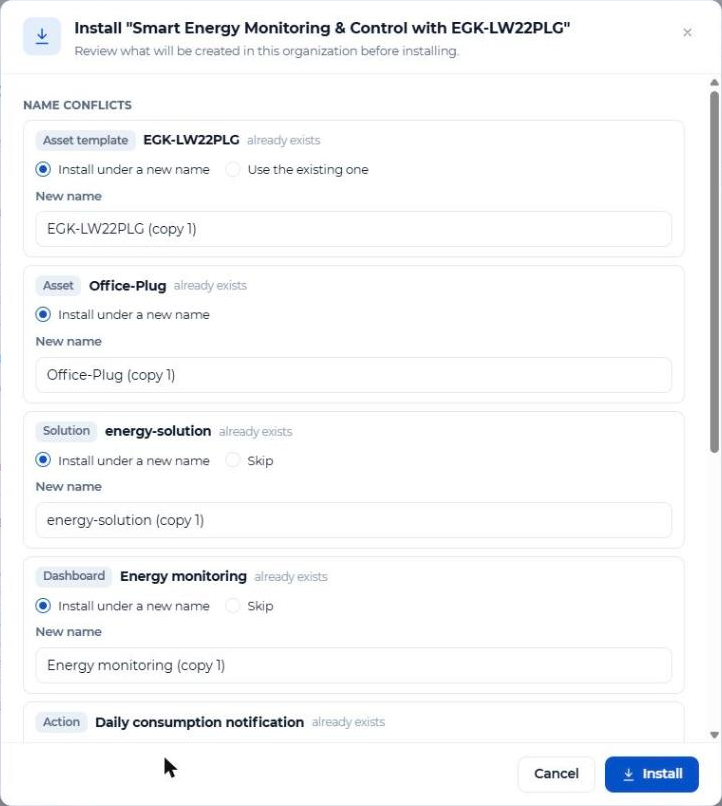 Install "Smart Energy Monitoring & Control with EGK-LW22PLG"
Review what will be created in this organization before installing.
NAME CONFLICTS
Asset template EGK-LW22PLG already exists
Install under a new name Use the existing one
New name
EGK-LW22PLG (copy 1)
Asset Office-Plug already exists
Install under a new name
New name
Office-Plug (copy 1)
Solution energy-solution already exists
Install under a new name Skip
New name
energy-solution (copy 1)
Dashboard Energy monitoring already exists
Install under a new name Skip
New name
Energy monitoring (copy 1)
Action Daily consumption notification already exists
Cancel Install